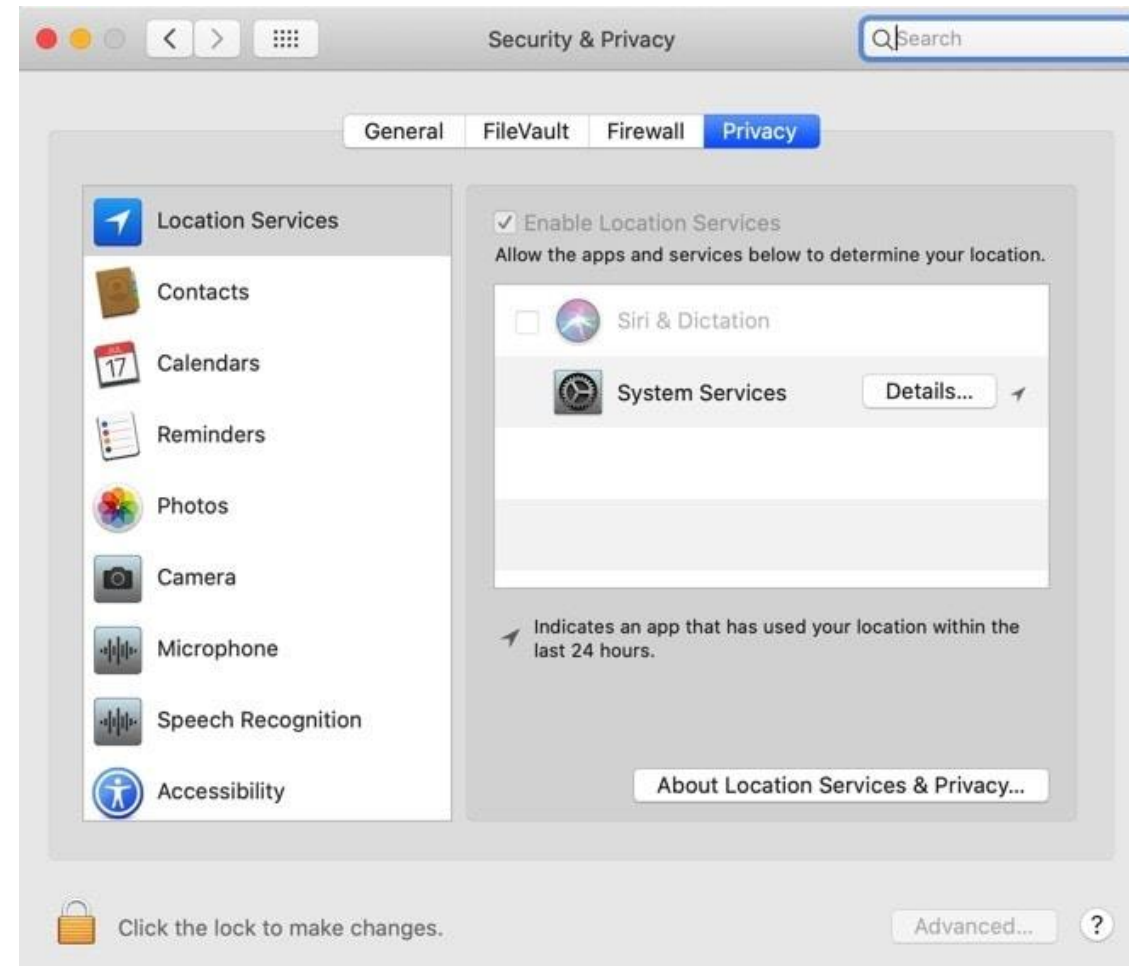 Security & Privacy
Search
General
FileVault
Firewall
Privacy
Location Services
Contacts
JUL
17
Calendars
Reminders
Photos
Camera
Microphone
Speech Recognition
Accessibility
Enable Location Services
Allow the apps and services below to determine your location.
Siri & Dictation
System Services
Details...
Indicates an app that has used your location within the
last 24 hours.
About Location Services & Privacy...
Click the lock to make changes.
Advanced...
?